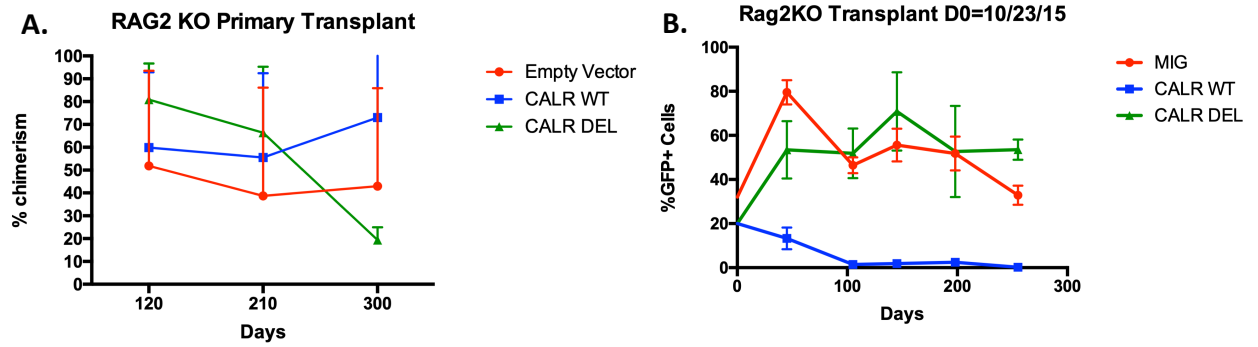 A.
RAG2 KO Primary Transplant
% chimerism
100
90
80
70
60
50
40
30
20
10
0
120 210 300
Days
Empty Vector
CALR WT
CALR DEL
B.
Rag2KO Transplant D0=10/23/15
%GFP+ Cells
100
80
60
40
20
0
0 100 200 300
Days
MIG
CALR WT
CALR DEL